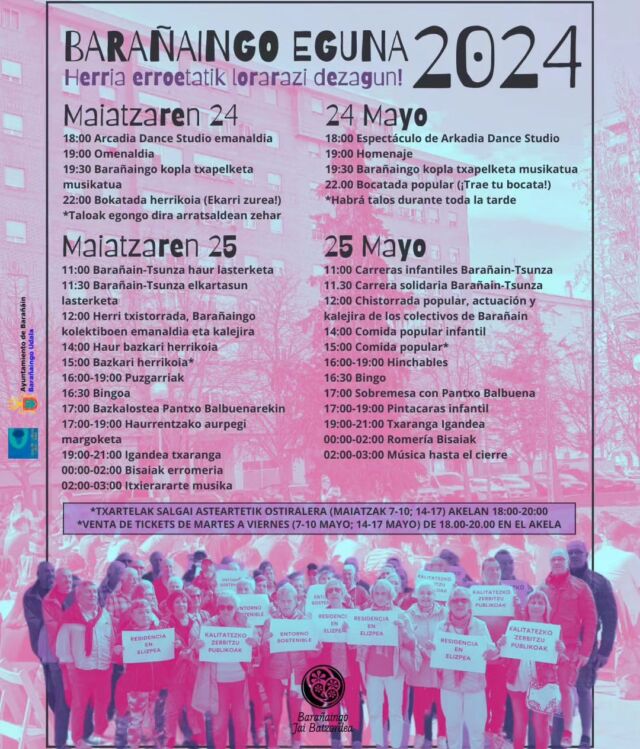 BARAÑAINGO EGUNA 2024
Herria erroetatik lorarazi dezagun!
Maiatzaren 24
18:00 Arcadia Dance Studio emanaldia
19:00 Omenaldia
19:30 Barañaingo kopla txapelketa
musikatua
22:00 Bokatada herrikoia (Ekarri zurea!)
*Taloak egongo dira arratsaldean zehar
24 Mayo
18:00 Espectáculo de Arkadia Dance Studio
19:00 Homenaje
19:30 Barañaingo kopla txapelketa musikatua
22.00 Bocatada popular (¡Trae tu bocata!)
*Habrá talos durante toda la tarde
Maiatzaren 25
11:00 Barañain-Tsunza haur lasterketa
11:30 Barañain-Tsunza elkartasun
lasterketa
12:00 Herri txistorrada, Barañaingo
kolektiboen emanaldia eta kalejira
14:00 Haur bazkari herrikoia
15:00 Bazkari herrikoia*
16:00-19:00 Puzgarriak
16:30 Bingoa
17:00 Bazkalostea Pantxo Balbuenarekin
17:00-19:00 Haurrentzako aurpegi
margoketa
19:00-21:00 Igandea txaranga
00:00-02:00 Bisaiak erromeria
02:00-03:00 Itxierararte musika
25 Mayo
11:00 Carreras infantiles Barañain-Tsunza
11.30 Carrera solidaria Barañain-Tsunza
12:00 Chistorrada popular, actuación y
kalejira de los colectivos de Barañain
14:00 Comida popular infantil
15:00 Comida popular*
16:00-19:00 Hinchables
16:30 Bingo
17:00 Sobremesa con Pantxo Balbuena
17:00-19:00 Pintacaras infantil
19:00-21:00 Txaranga Igandea
00:00-02:00 Romería Bisaiak
02:00-03:00 Música hasta el cierre
*TXARTELAK SALGAI ASTEARTETIK OSTIRALERA (MAIATZAK 7-10; 14-17) AKELAN 18:00-20:00
*VENTA DE TICKETS DE MARTES A VIERNES (7-10 MAYO; 14-17 MAYO) DE 18.00-20.00 EN EL AKELA
Ayuntamiento de Barañáin
Barañaingo Udala
RESIDENCIA
EN
ELIZPEA
KALITATEZKO
ZERBITZU
PUBLIKOAK
ENTORNO
SOSTENIBLE
RESIDENCIA
EN
ELIZPEA
RESIDENCIA
EN
ELIZPEA
KALITATEZKO
ZERBITZU
RESIDENCIA
EN
ELIZPEA
KALITATEZKO
ZERBITZU
PUBLIKOAK
Barañaingo
Jai Batzordea